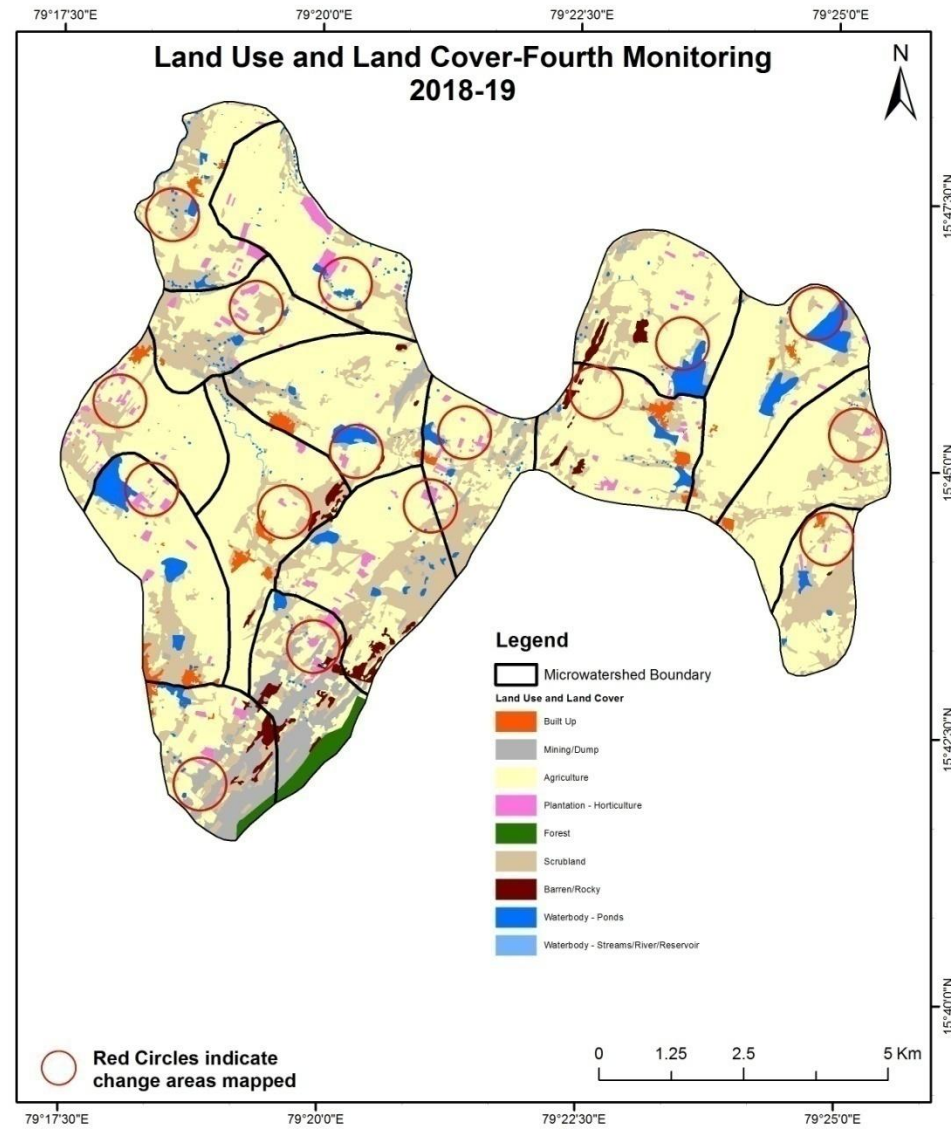 79°17'30"E 79°20'0"E 79°22'30"E 79°25'0"E
Land Use and Land Cover-Fourth Monitoring
2018-19
N
15°47'30"N
15°45'0"N
Legend
Microwatershed Boundary
Land Use and Land Cover
Built Up
Mining/Dump
Agriculture
Plantation - Horticulture
Forest
Scrubland
Barren/Rocky
Waterbody - Ponds
Waterbody - Streams/River/Reservoir
15°42'30"N
15°40'0"N
Red Circles indicate
change areas mapped
0 1.25 2.5 5 Km
79°17'30"E 79°20'0"E 79°22'30"E 79°25'0"E